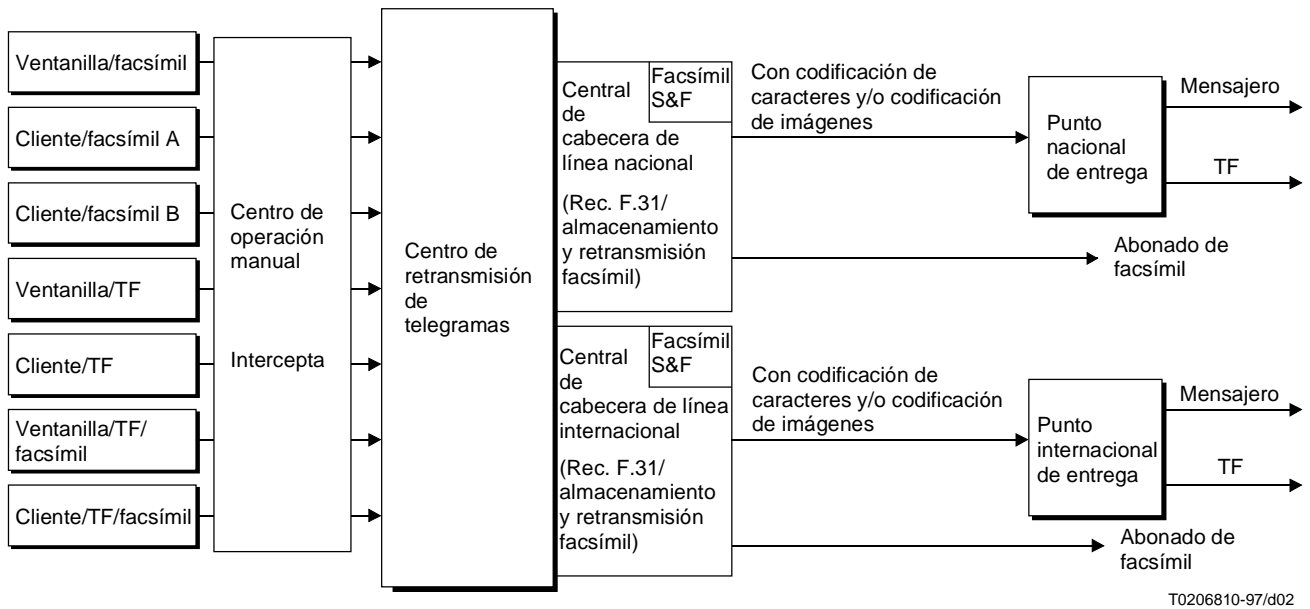 Ventanilla/facsímil
Cliente/facsímil A
Cliente/facsímil B
Ventanilla/TF
Cliente/TF
Ventanilla/TF/
facsímil
Cliente/TF/facsímil
Centro de
operación
manual
Intercepta
Centro de
retransmisión
de
telegramas
Facsímil
S&F
Central
de
cabecera de
línea nacional
(Rec. F.31/
almacenamiento
y retransmisión
facsímil)
Con codificación de
caracteres y/o codificación
de imágenes
Punto
nacional
de entrega
Mensajero
TF
Abonado de
facsímil
Facsímil
S&F
Central
de
cabecera de línea
internacional
(Rec. F.31/
almacenamiento
y retransmisión
facsímil)
Con codificación de
caracteres y/o codificación
de imágenes
Punto
internacional
de entrega
Mensajero
TF
Abonado de
facsímil
T0206810-97/d02